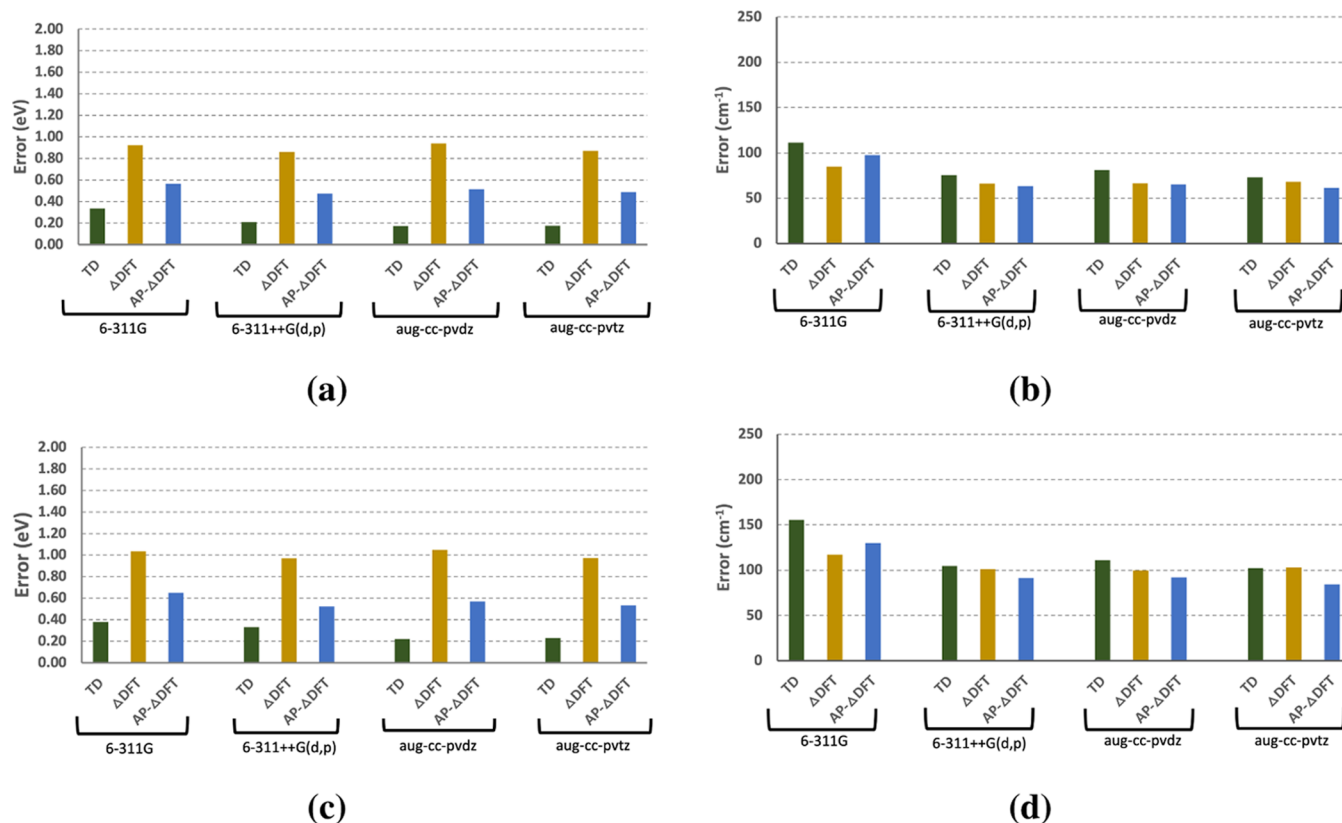 2.00
1.80
1.60
1.40
1.20
1.00
0.80
0.60
0.40
0.20
0.00
Error (eV)
TD
ΔDFT
AP-ΔDFT
TD
ΔDFT
AP-ΔDFT
TD
ΔDFT
AP-ΔDFT
TD
ΔDFT
AP-ΔDFT
6-311G
6-311++G(d,p)
aug-cc-pvdz
aug-cc-pvtz
(a)
250
200
150
100
50
0
Error (cm⁻¹)
TD
ΔDFT
AP-ΔDFT
TD
ΔDFT
AP-ΔDFT
TD
ΔDFT
AP-ΔDFT
TD
ΔDFT
AP-ΔDFT
6-311G
6-311++G(d,p)
aug-cc-pvdz
aug-cc-pvtz
(b)
2.00
1.80
1.60
1.40
1.20
1.00
0.80
0.60
0.40
0.20
0.00
Error (eV)
TD
ΔDFT
AP-ΔDFT
TD
ΔDFT
AP-ΔDFT
TD
ΔDFT
AP-ΔDFT
TD
ΔDFT
AP-ΔDFT
6-311G
6-311++G(d,p)
aug-cc-pvdz
aug-cc-pvtz
(c)
250
200
150
100
50
0
Error (cm⁻¹)
TD
ΔDFT
AP-ΔDFT
TD
ΔDFT
AP-ΔDFT
TD
ΔDFT
AP-ΔDFT
TD
ΔDFT
AP-ΔDFT
6-311G
6-311++G(d,p)
aug-cc-pvdz
aug-cc-pvtz
(d)